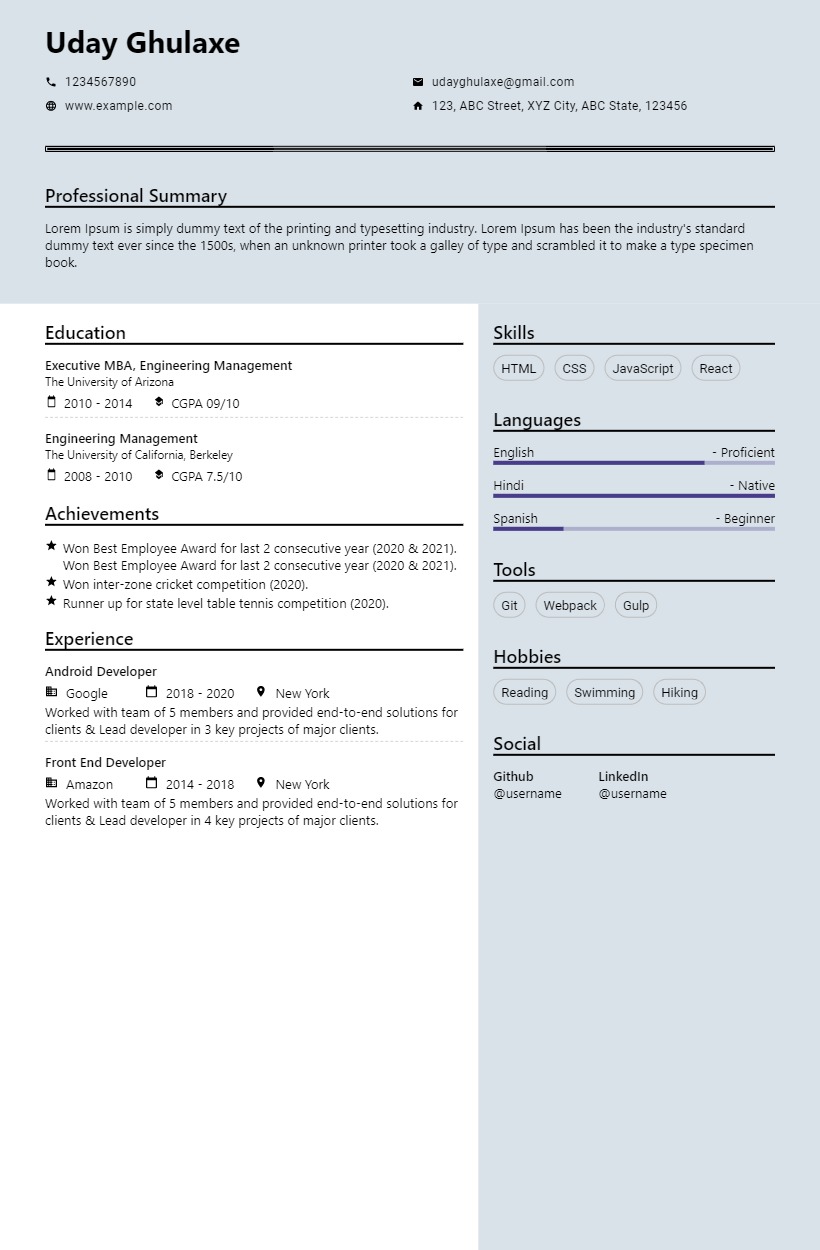 Uday Ghulaxe
1234567890
udayghulaxe@gmail.com
www.example.com
123, ABC Street, XYZ City, ABC State, 123456
Professional Summary
Lorem Ipsum is simply dummy text of the printing and typesetting industry. Lorem Ipsum has been the industry's standard
dummy text ever since the 1500s, when an unknown printer took a galley of type and scrambled it to make a type specimen
book.
Education
Executive MBA, Engineering Management
The University of Arizona
2010 - 2014 CGPA 09/10
Engineering Management
The University of California, Berkeley
2008 - 2010 CGPA 7.5/10
Achievements
Won Best Employee Award for last 2 consecutive year (2020 & 2021).
Won Best Employee Award for last 2 consecutive year (2020 & 2021).
Won inter-zone cricket competition (2020).
Runner up for state level table tennis competition (2020).
Experience
Android Developer
Google 2018 - 2020 New York
Worked with team of 5 members and provided end-to-end solutions for
clients & Lead developer in 3 key projects of major clients.
Front End Developer
Amazon 2014 - 2018 New York
Worked with team of 5 members and provided end-to-end solutions for
clients & Lead developer in 4 key projects of major clients.
Skills
HTML CSS JavaScript React
Languages
English - Proficient
Hindi - Native
Spanish - Beginner
Tools
Git Webpack Gulp
Hobbies
Reading Swimming Hiking
Social
Github LinkedIn
@username @username